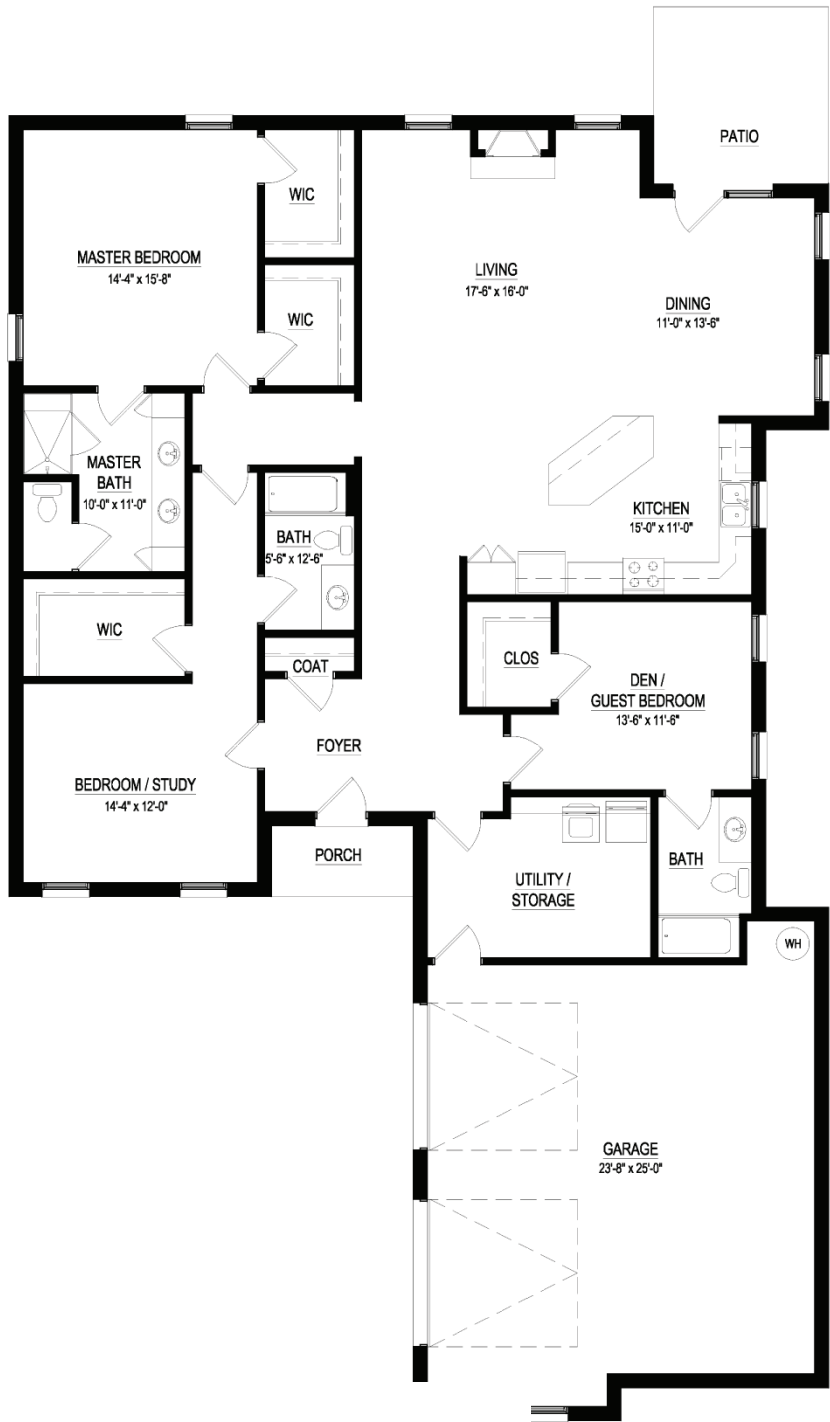 PATIO
WIC
MASTER BEDROOM
14'-4" x 15'-8"
LIVING
17'-6" x 16'-0"
DINING
11'-0" x 13'-6"
WIC
MASTER
BATH
10'-0" x 11'-0"
KITCHEN
15'-0" x 11'-0"
BATH
5'-6" x 12'-6"
WIC
COAT
CLOS
DEN /
GUEST BEDROOM
13'-6" x 11'-6"
FOYER
BEDROOM / STUDY
14'-4" x 12'-0"
PORCH
BATH
UTILITY /
STORAGE
WH
GARAGE
23'-8" x 25'-0"